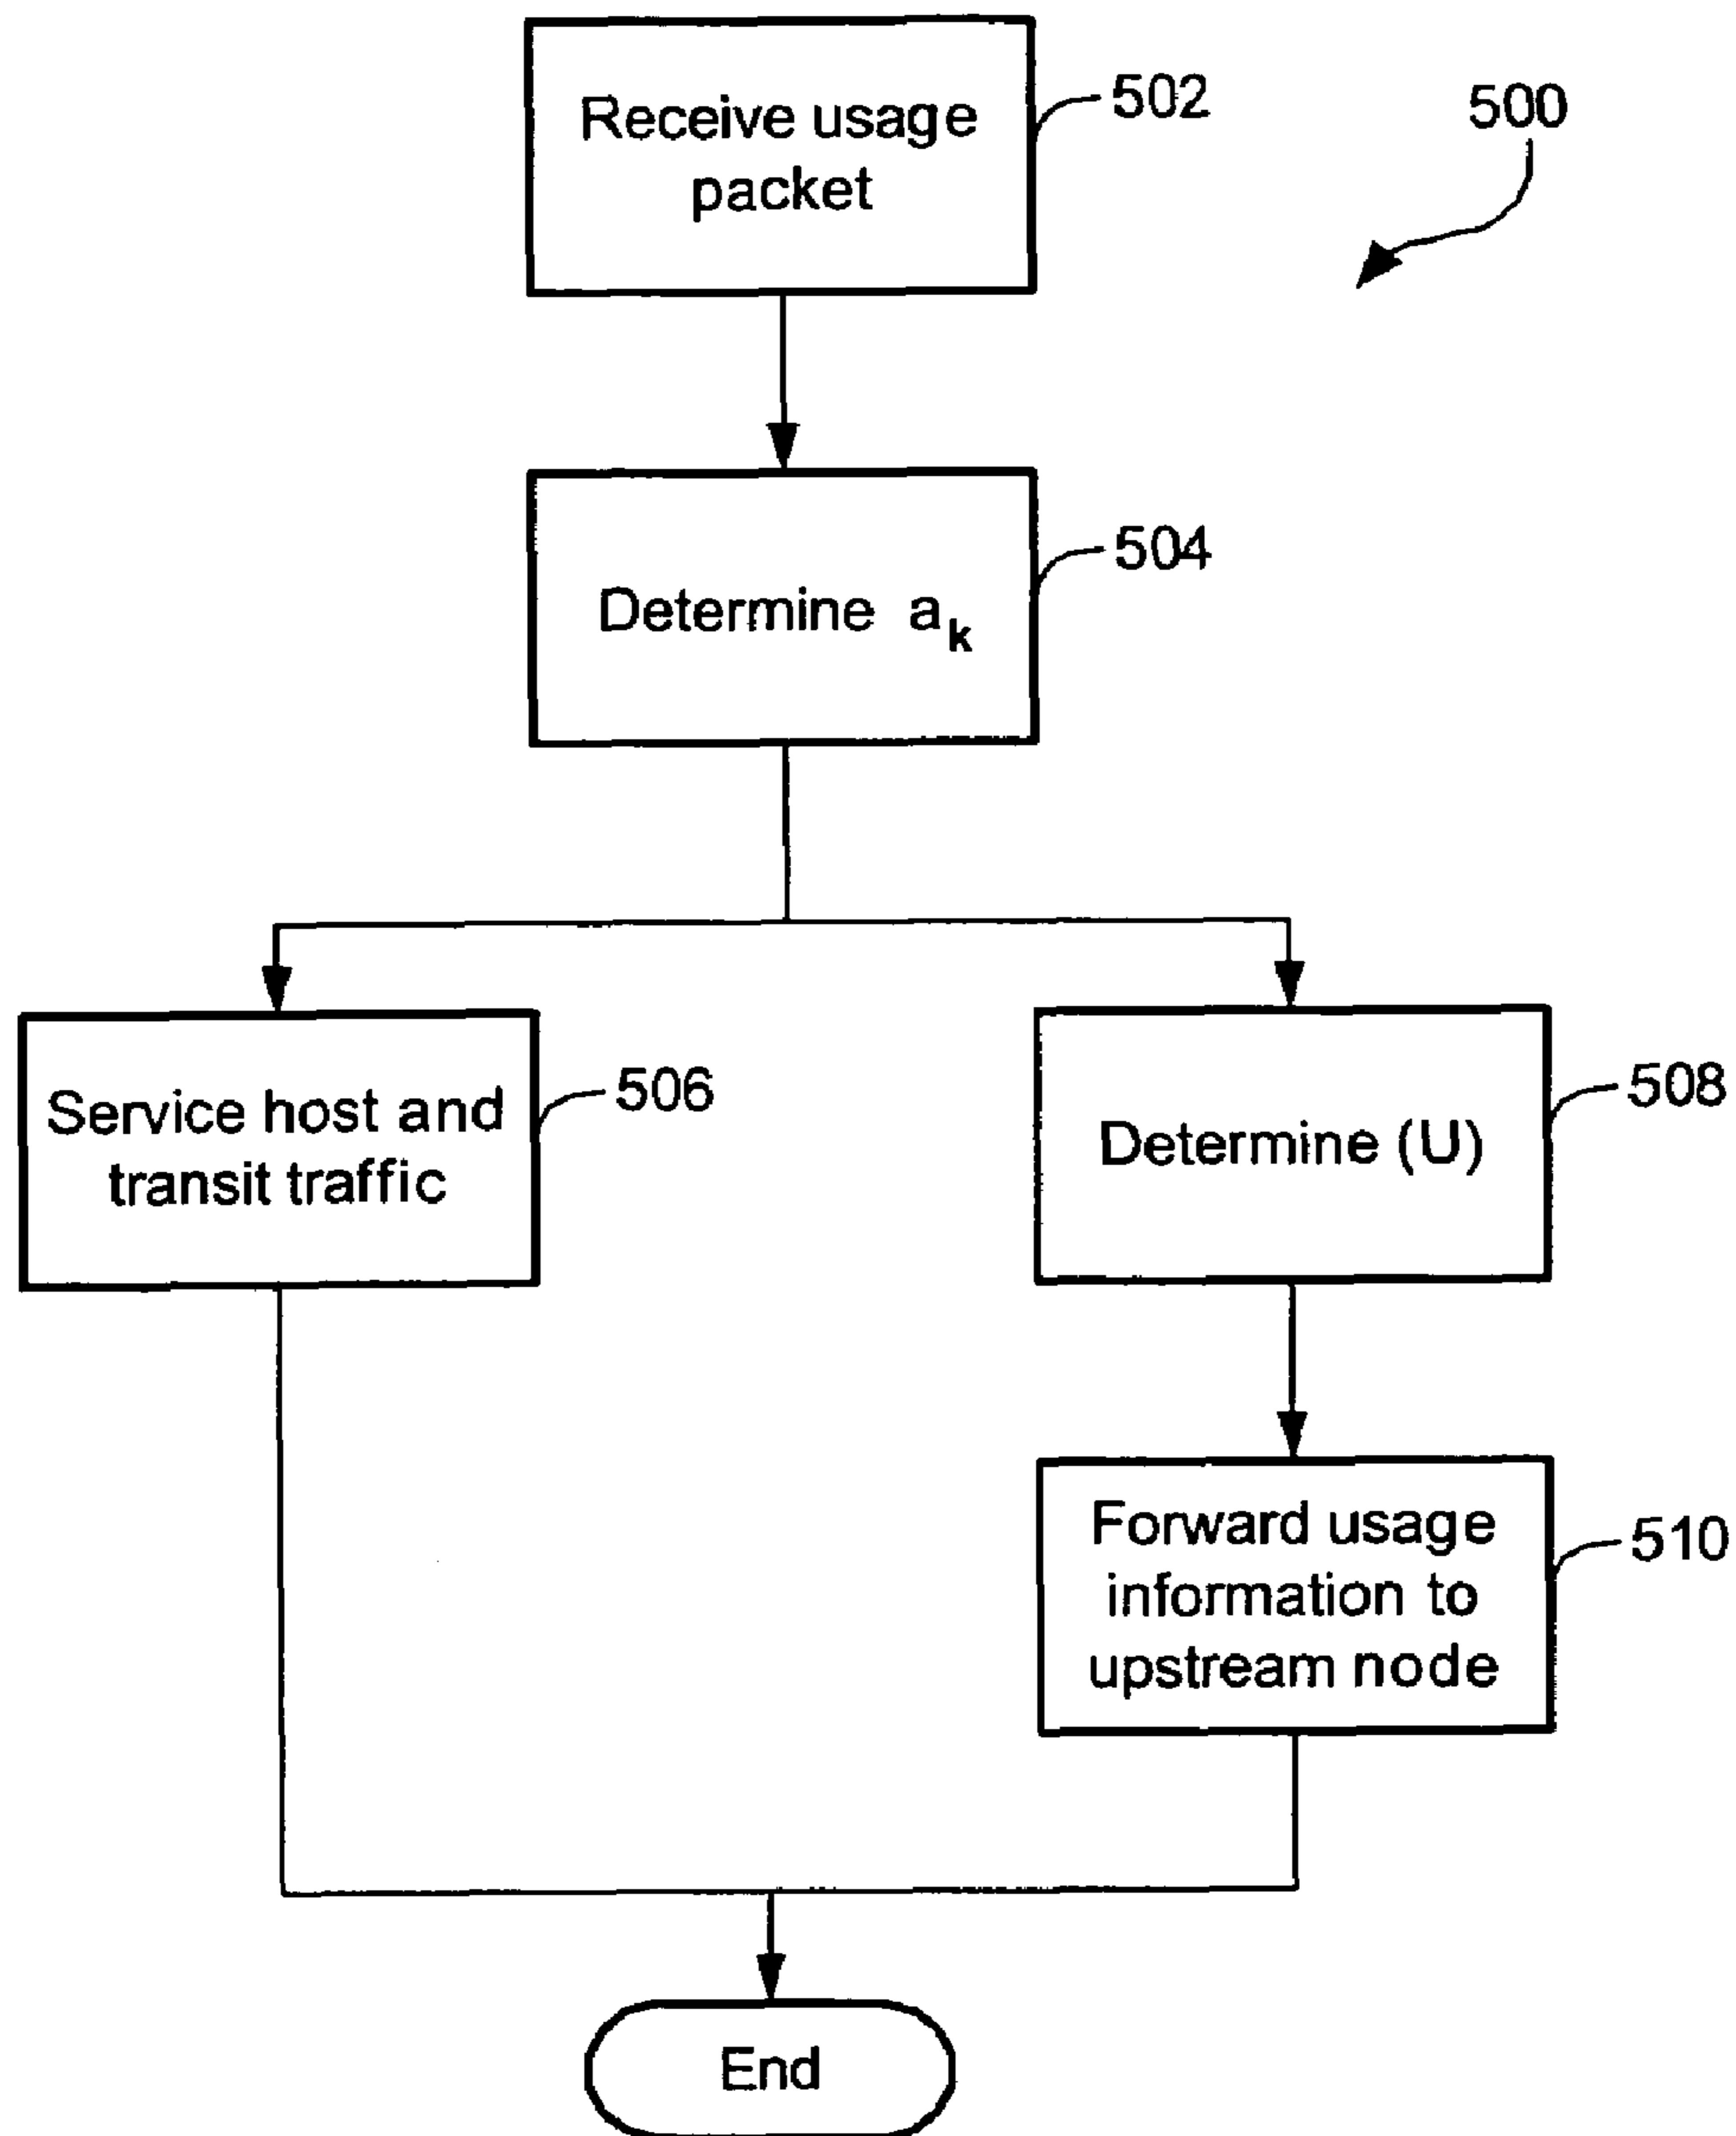 Receive usage
packet
502
500
Determine a_k
504
Service host and
transit traffic
506
Determine (U)
508
Forward usage
information to
upstream node
510
End